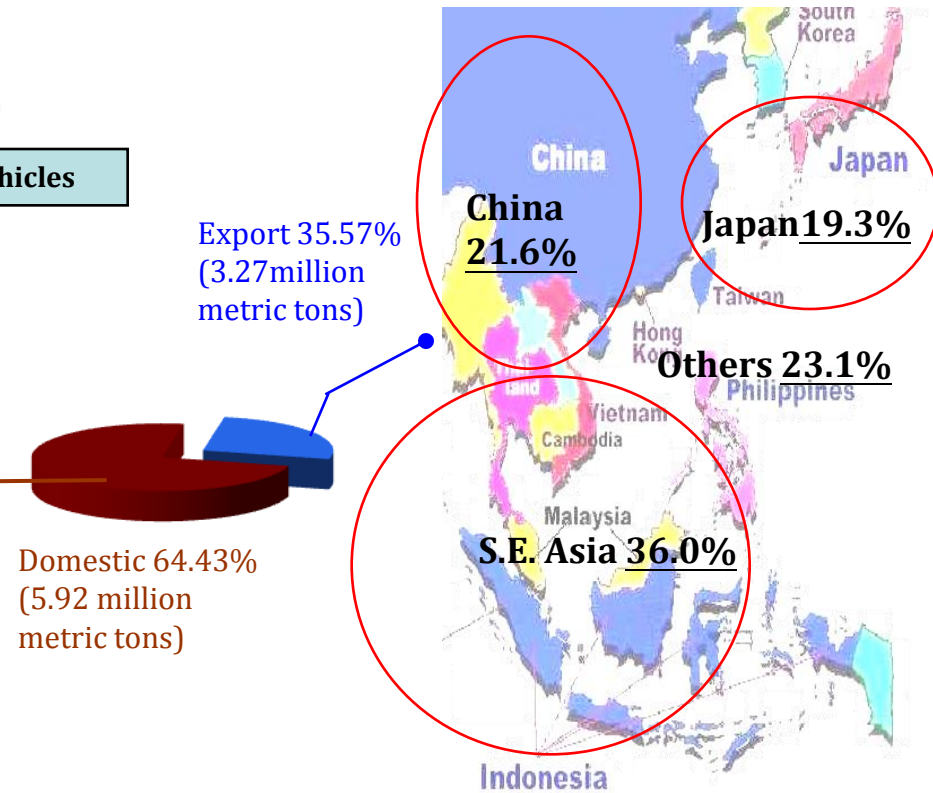 South
Korea
China
Japan
hicles
China
21.6%
Japan19.3%
Export 35.57%
(3.27million
metric tons)
Taiwan
Hong
Kong
Others 23.1%
Philippines
land
Vietnam
Cambodia
Malaysia
S.E. Asia 36.0%
Domestic 64.43%
(5.92 million
metric tons)
Indonesia